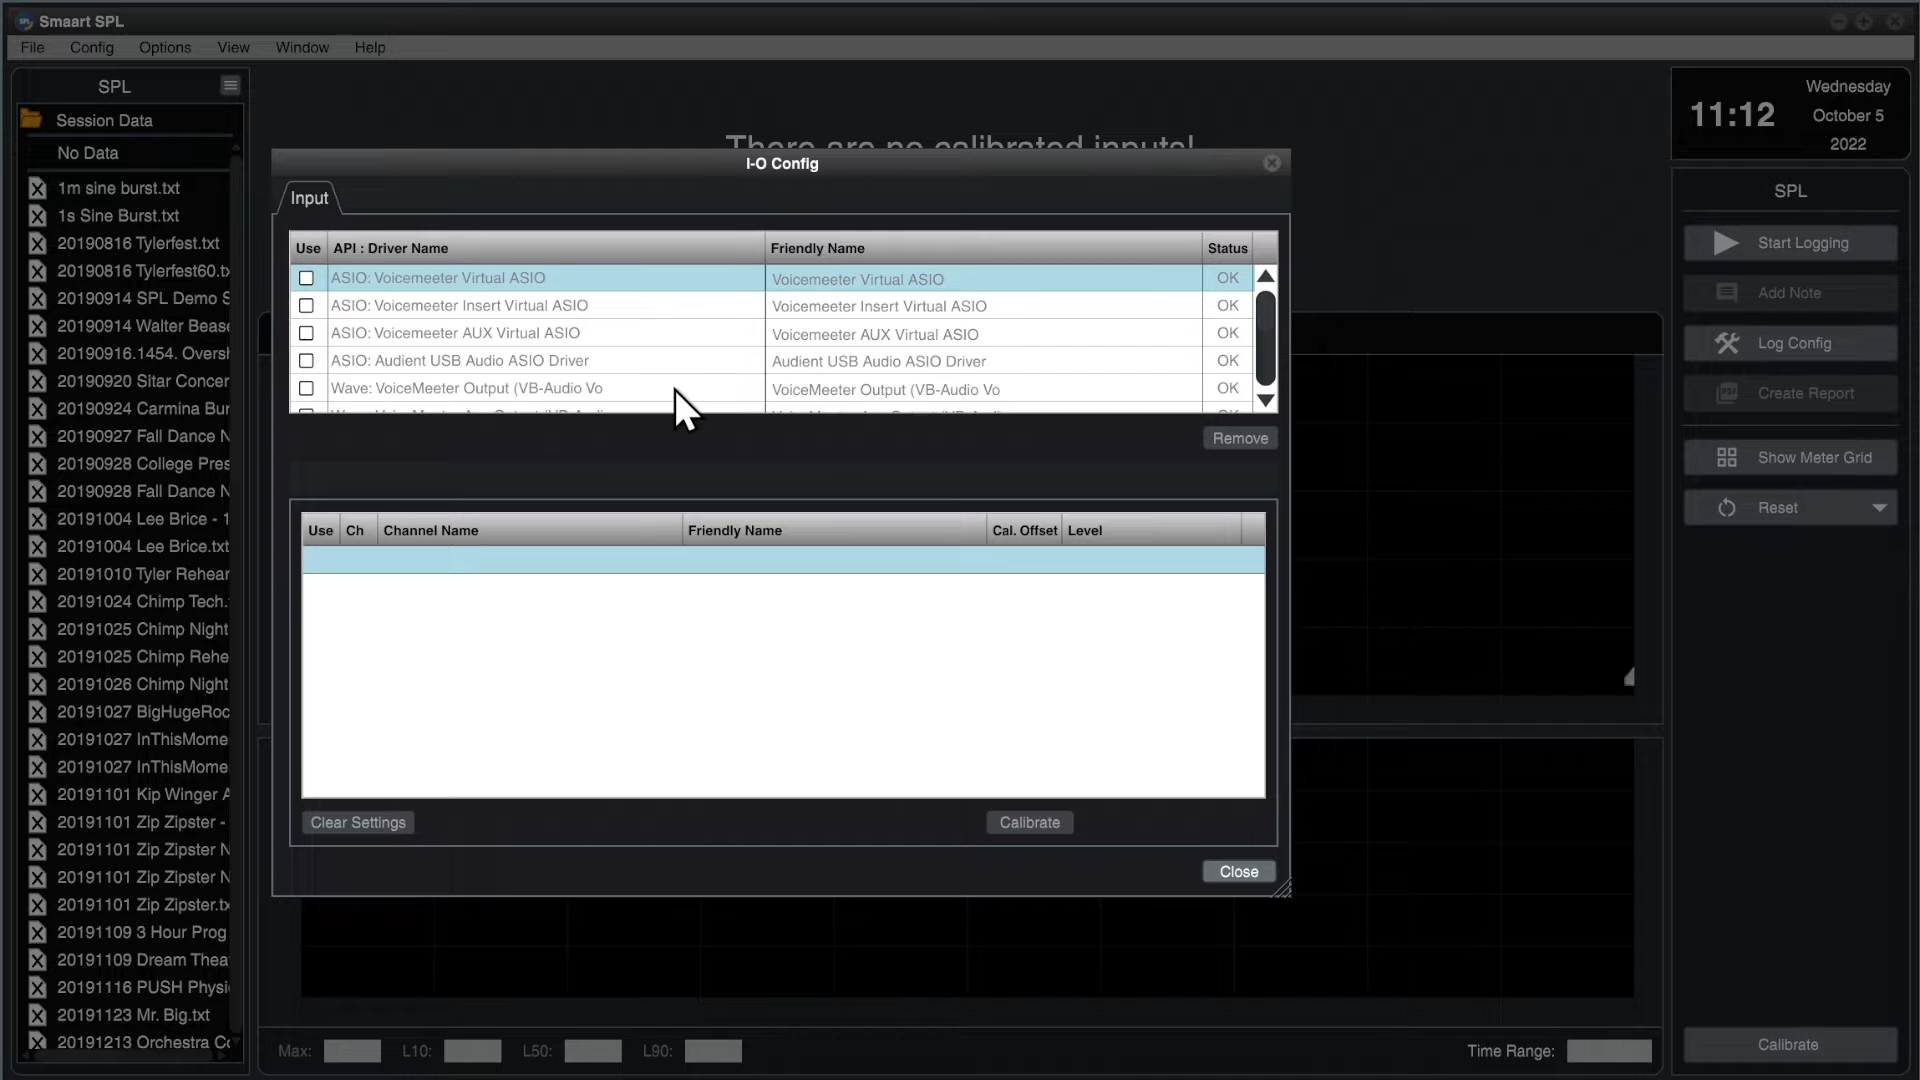 Smaart SPL
File Config Options View Window Help
SPL
Session Data
No Data
1m sine burst.txt
1s Sine Burst.txt
20190816 Tylerfest.txt
20190816 Tylerfest60.tx
20190914 SPL Demo S
20190914 Walter Bease
20190916.1454. Oversh
20190920 Sitar Concer
20190924 Carmina Bur
20190927 Fall Dance N
20190928 College Pres
20190928 Fall Dance N
20191004 Lee Brice - 1
20191004 Lee Brice.txt
20191010 Tyler Rehear
20191024 Chimp Tech.
20191025 Chimp Night
20191025 Chimp Rehe
20191026 Chimp Night
20191027 BigHugeRoc
20191027 InThisMome
20191027 InThisMome
20191101 Kip Winger A
20191101 Zip Zipster -
20191101 Zip Zipster N
20191101 Zip Zipster N
20191101 Zip Zipster.tx
20191109 3 Hour Prog
20191109 Dream Thea
20191116 PUSH Physi
20191123 Mr. Big.txt
20191213 Orchestra Co
There are no calibrated inputs!
I-O Config
Input
Use API : Driver Name Friendly Name Status
ASIO: Voicemeeter Virtual ASIO Voicemeeter Virtual ASIO OK
ASIO: Voicemeeter Insert Virtual ASIO Voicemeeter Insert Virtual ASIO OK
ASIO: Voicemeeter AUX Virtual ASIO Voicemeeter AUX Virtual ASIO OK
ASIO: Audient USB Audio ASIO Driver Audient USB Audio ASIO Driver OK
Wave: VoiceMeeter Output (VB-Audio Vo VoiceMeeter Output (VB-Audio Vo OK
Remove
Use Ch Channel Name Friendly Name Cal. Offset Level
Clear Settings Calibrate
Close
Max: L10: L50: L90: Time Range:
11:12
Wednesday
October 5
2022
SPL
Start Logging
Add Note
Log Config
Create Report
Show Meter Grid
Reset
Calibrate